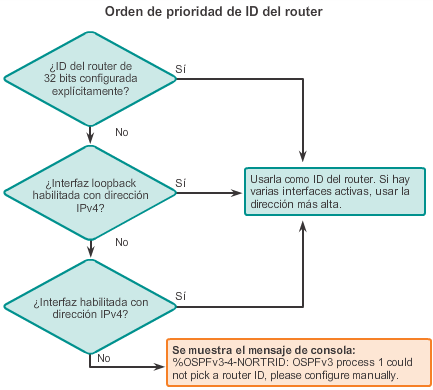 Orden de prioridad de ID del router
¿ID del router de
32 bits configurada
explícitamente?
Sí
No
¿Interfaz loopback
habilitada con dirección
IPv4?
Sí
Usarla como ID del router. Si hay
varias interfaces activas, usar la
dirección más alta.
No
¿Interfaz habilitada con
dirección IPv4?
Sí
No
Se muestra el mensaje de consola:
%OSPFv3-4-NORTRID: OSPFv3 process 1 could
not pick a router ID, please configure manually.